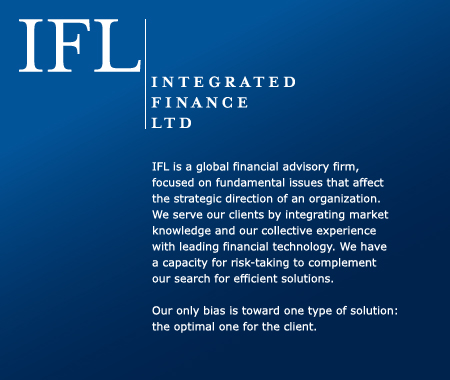 IFL
INTEGRATED
FINANCE
LTD
IFL is a global financial advisory firm,
focused on fundamental issues that affect
the strategic direction of an organization.
We serve our clients by integrating market
knowledge and our collective experience
with leading financial technology. We have
a capacity for risk-taking to complement
our search for efficient solutions.
Our only bias is toward one type of solution:
the optimal one for the client.